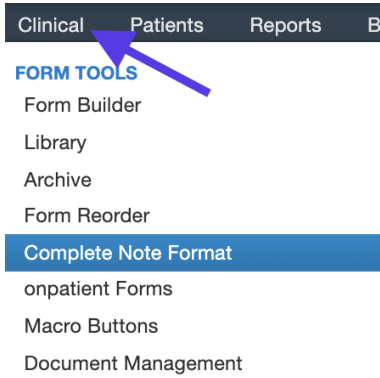 Clinical Patients Reports B
FORM TOOLS
Form Builder
Library
Archive
Form Reorder
Complete Note Format
onpatient Forms
Macro Buttons
Document Management